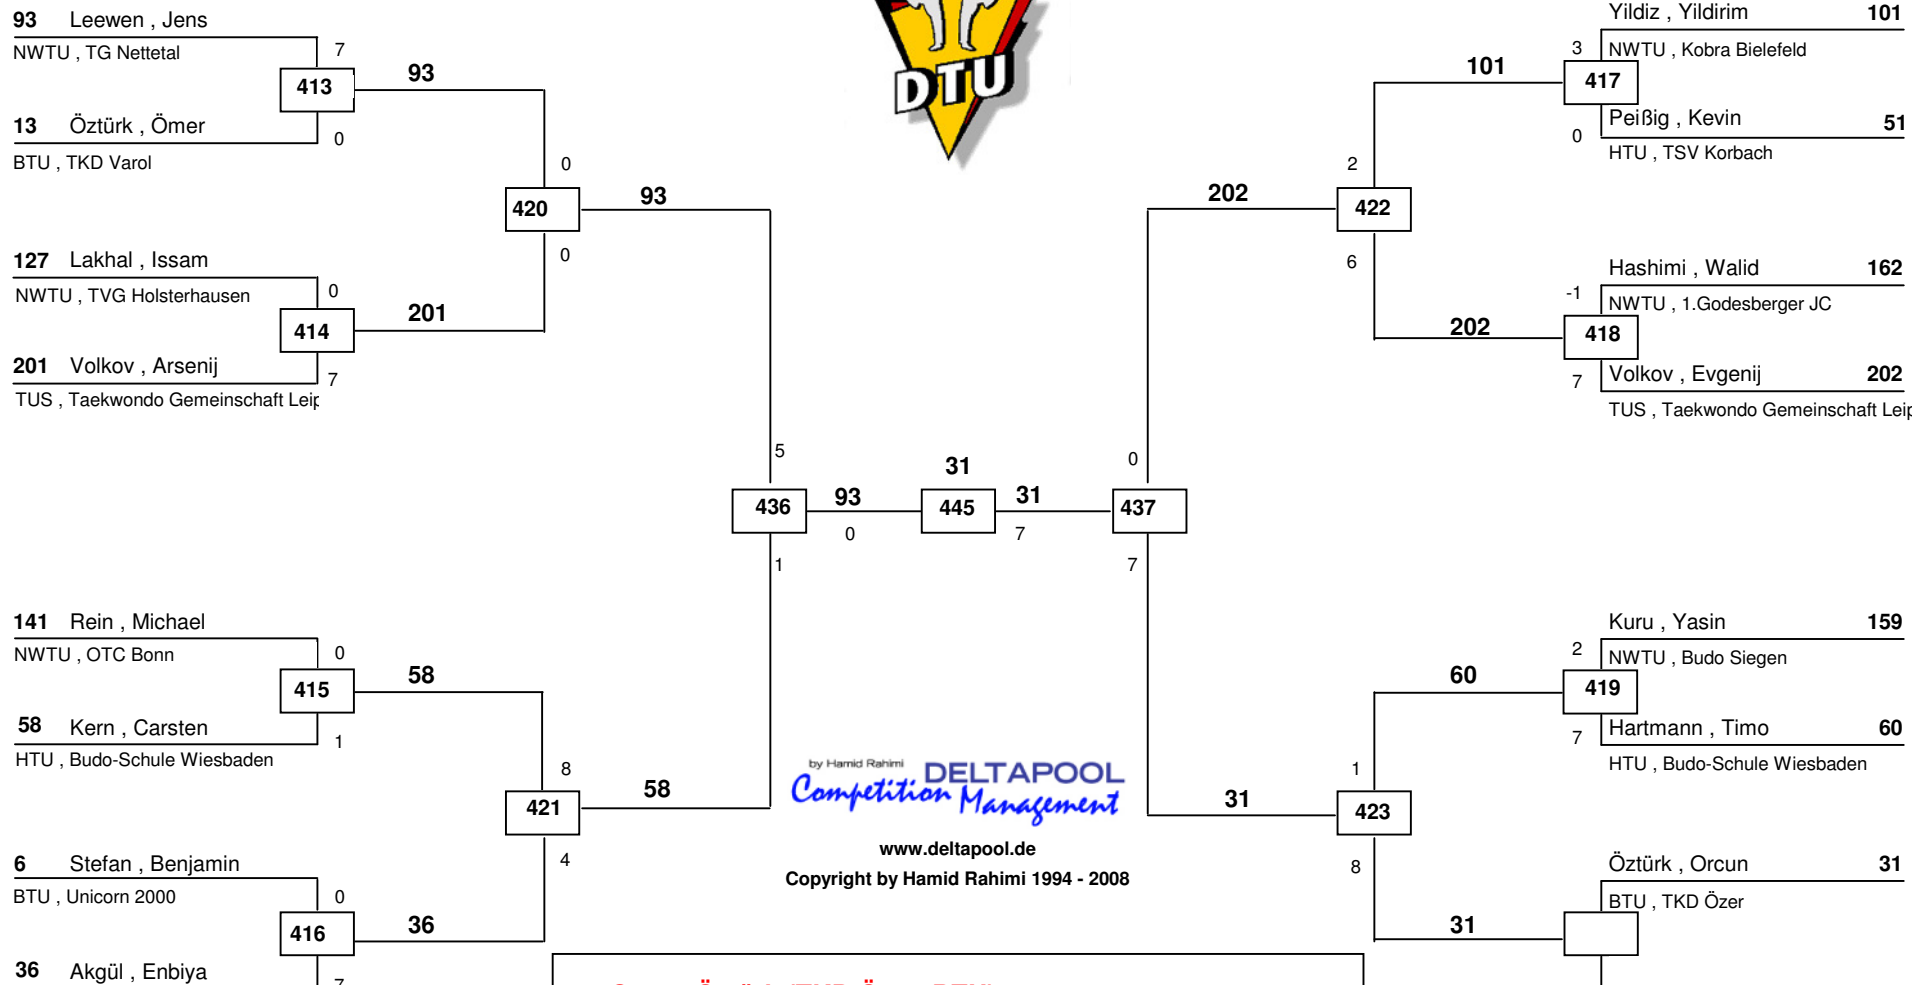 93 Leewen , Jens
NWTU , TG Nettetal
7
413
93
13 Öztürk , Ömer
0
BTU , TKD Varol
0
420
93
0
127 Lakhal , Issam
NWTU , TVG Holsterhausen
0
414
201
201 Volkov , Arsenij
7
TUS , Taekwondo Gemeinschaft Leip
5
436
93
0
1
141 Rein , Michael
NWTU , OTC Bonn
0
415
58
58 Kern , Carsten
1
HTU , Budo-Schule Wiesbaden
8
421
58
4
6 Stefan , Benjamin
BTU , Unicorn 2000
0
416
36
36 Akgül , Enbiya
7
DTU
31
445
31
7
by Hamid Rahimi
DELTAPOOL
Competition Management
www.deltapool.de
Copyright by Hamid Rahimi 1994 - 2008
Yildiz , Yildirim 101
3
NWTU , Kobra Bielefeld
101
417
Peißig , Kevin 51
0
HTU , TSV Korbach
2
202
422
6
Hashimi , Walid 162
-1
NWTU , 1.Godesberger JC
202
418
7
Volkov , Evgenij 202
TUS , Taekwondo Gemeinschaft Leip
0
437
7
Kuru , Yasin 159
2
NWTU , Budo Siegen
60
419
Hartmann , Timo 60
7
HTU , Budo-Schule Wiesbaden
1
31
423
8
Öztürk , Orcun 31
BTU , TKD Özer
31